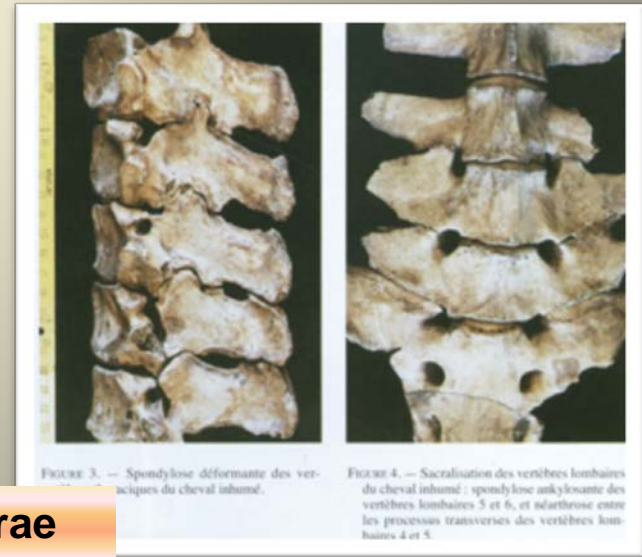 FIGURE 3. — Spondylose déformante des ver-
aciques du cheval inhumé.
FIGURE 4. — Sacralisation des vertèbres lombaires
du cheval inhumé : spondylose ankylosante des
vertèbres lombaires 5 et 6, et néarthrose entre
les processus transverses des vertèbres lom-
baires 4 et 5.
rae